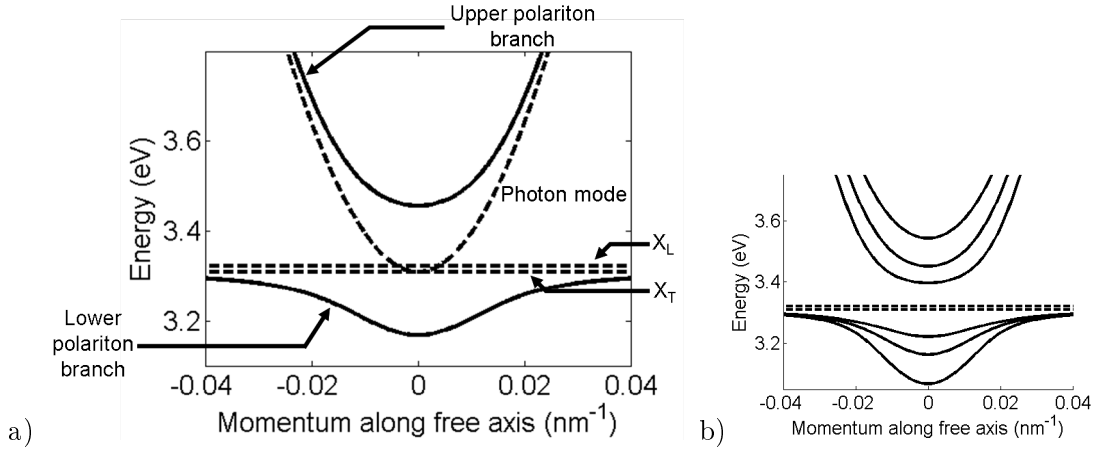 Upper polariton
branch
Energy (eV)
3.6
3.4
3.2
Photon mode
X_L
X_T
Lower
polariton
branch
-0.04 -0.02 0 0.02 0.04
Momentum along free axis (nm⁻¹)
a)
Energy (eV)
3.6
3.4
3.2
-0.04 -0.02 0 0.02 0.04
Momentum along free axis (nm⁻¹)
b)